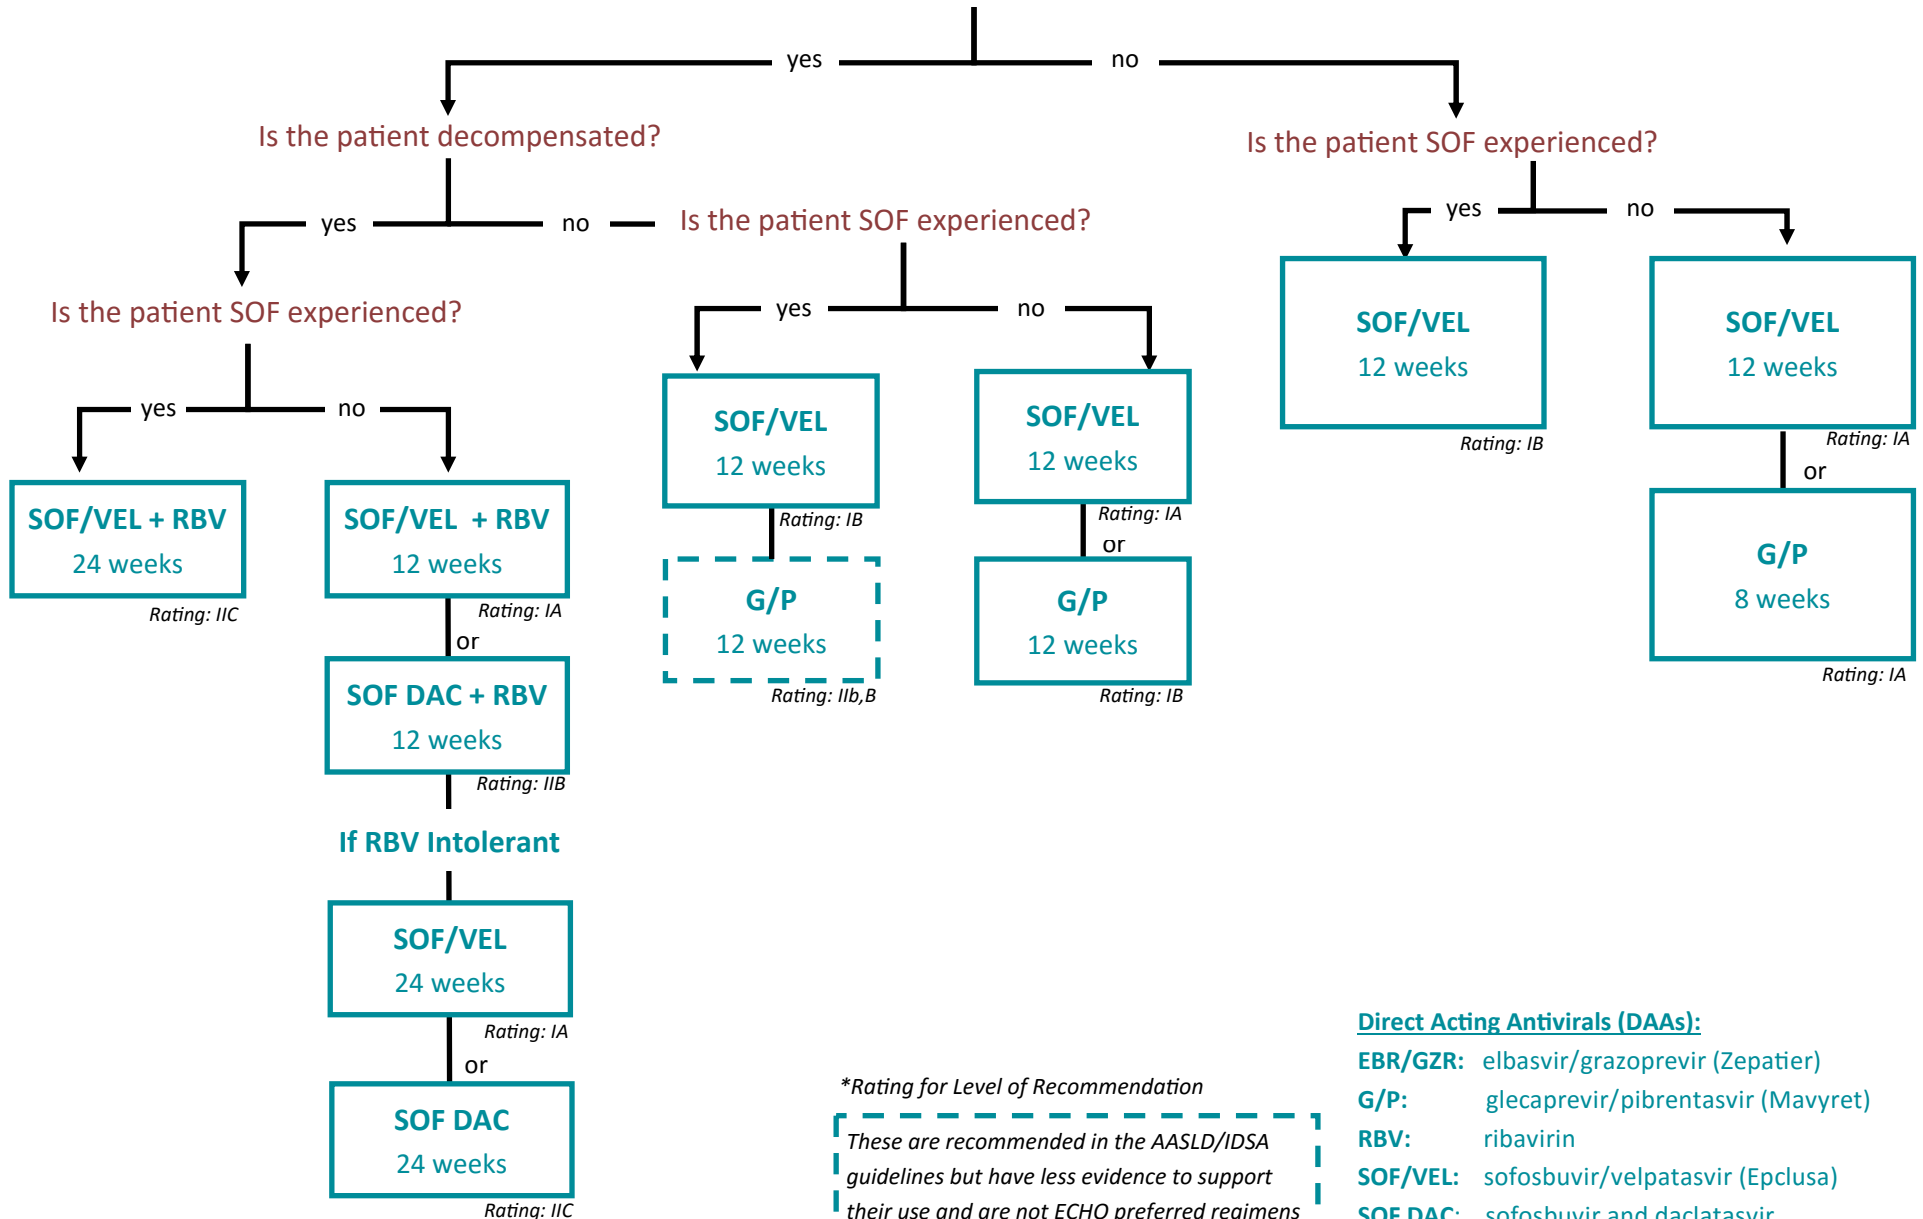 yes
no
Is the patient decompensated?
Is the patient SOF experienced?
yes
no
Is the patient SOF experienced?
yes
no
Is the patient SOF experienced?
yes
no
yes
no
SOF/VEL + RBV
24 weeks
Rating: IIC
SOF/VEL + RBV
12 weeks
Rating: IA
or
SOF DAC + RBV
12 weeks
Rating: IIB
If RBV Intolerant
SOF/VEL
24 weeks
Rating: IA
or
SOF DAC
24 weeks
Rating: IIC
SOF/VEL
12 weeks
Rating: IB
G/P
12 weeks
Rating: IIb,B
SOF/VEL
12 weeks
Rating: IA
or
G/P
12 weeks
Rating: IB
SOF/VEL
12 weeks
Rating: IB
SOF/VEL
12 weeks
Rating: IA
or
G/P
8 weeks
Rating: IA
*Rating for Level of Recommendation
These are recommended in the AASLD/IDSA
guidelines but have less evidence to support
their use and are not ECHO preferred regimens
Direct Acting Antivirals (DAAs):
EBR/GZR: elbasvir/grazoprevir (Zepatier)
G/P: glecaprevir/pibrentasvir (Mavyret)
RBV: ribavirin
SOF/VEL: sofosbuvir/velpatasvir (Epclusa)
SOF DAC: sofosbuvir and daclatasvir